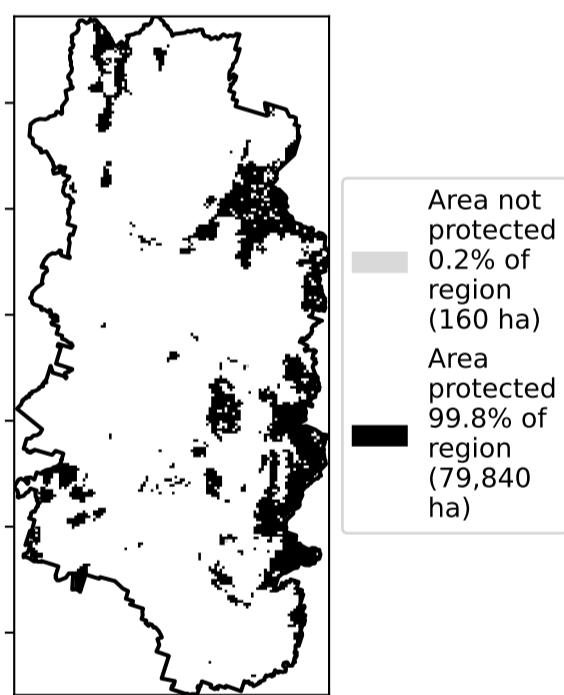 Area not
protected
0.2% of
region
(160 ha)
Area
protected
99.8% of
region
(79,840
ha)